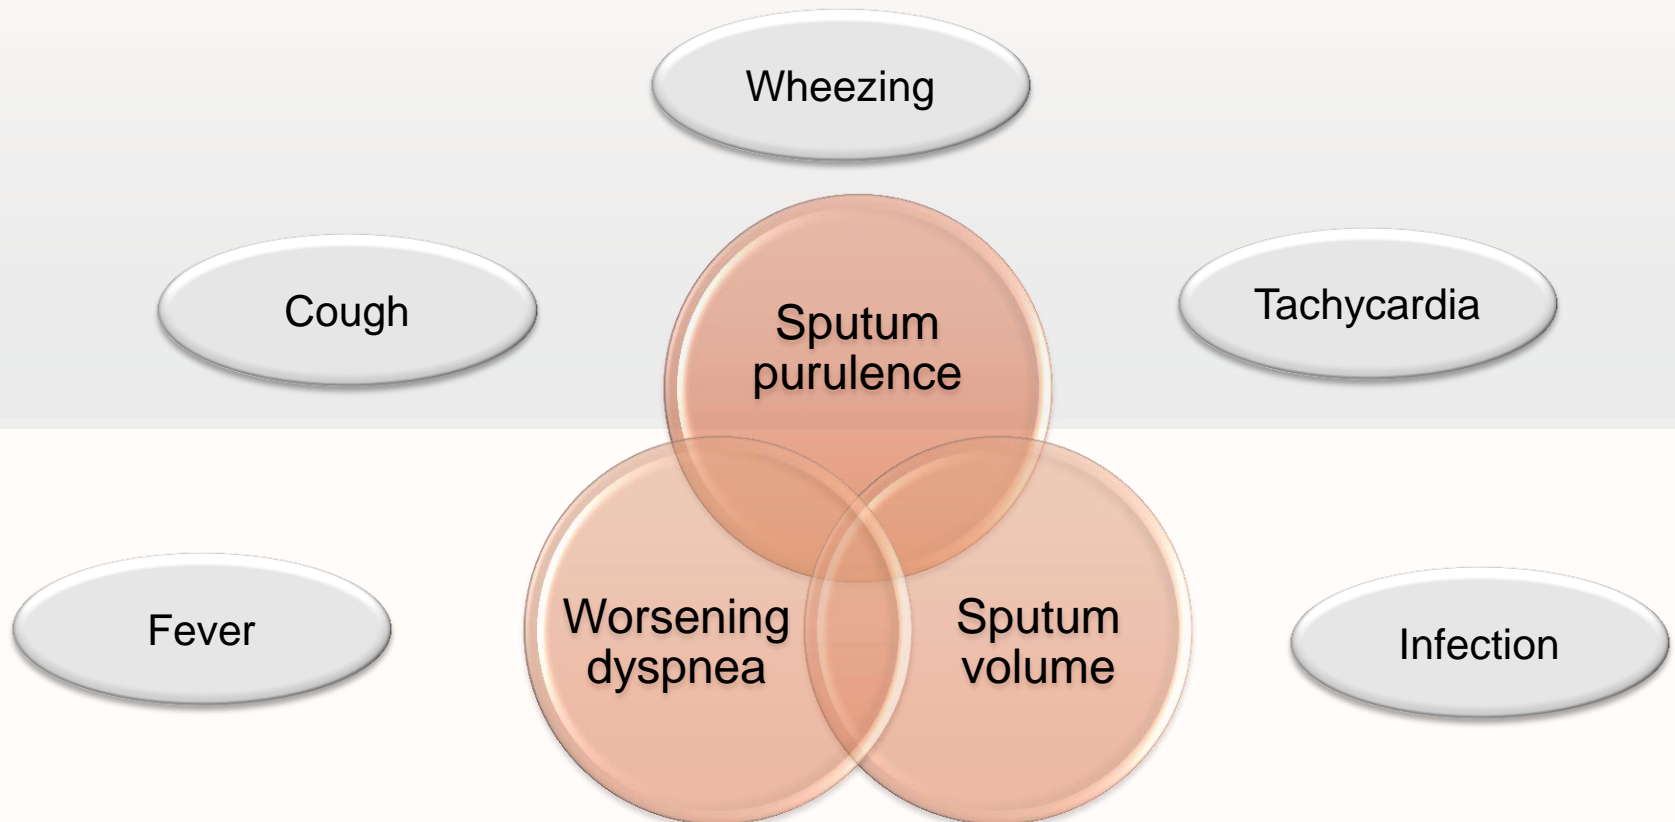 Wheezing
Cough
Tachycardia
Sputum
purulence
Fever
Worsening
dyspnea
Sputum
volume
Infection